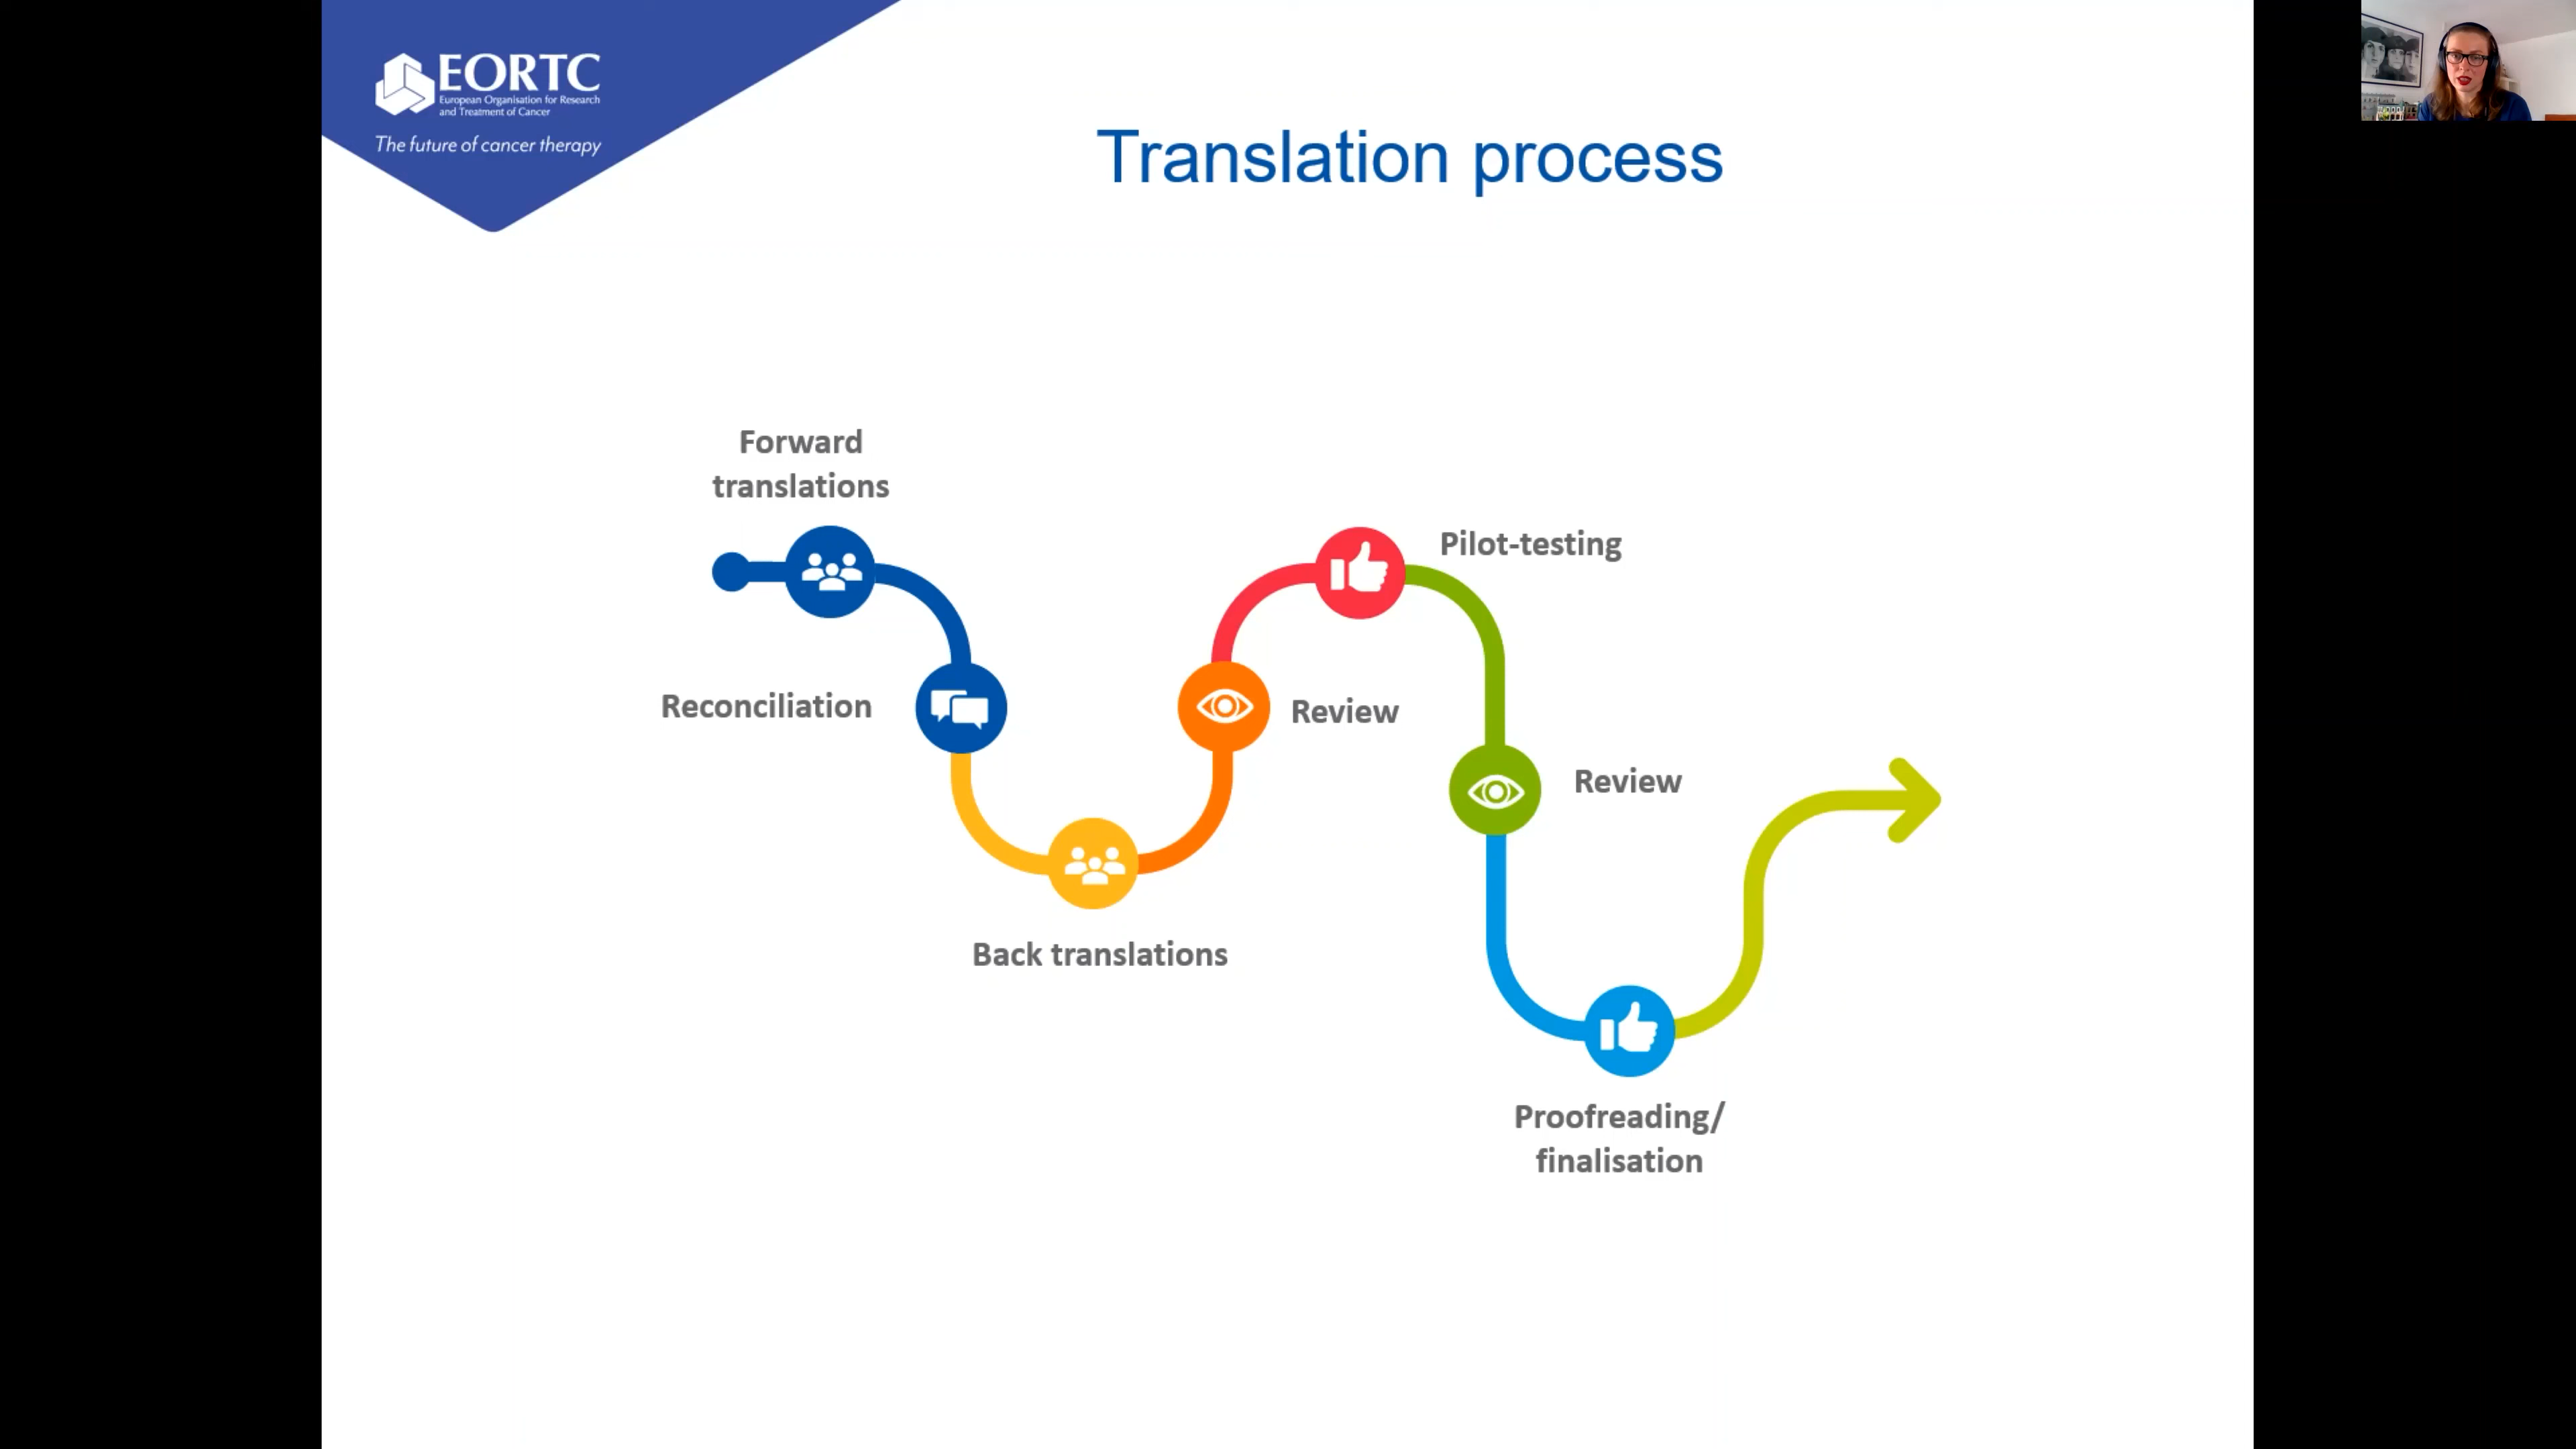 EORTC
European Organisation for Research
and Treatment of Cancer
The future of cancer therapy
Translation process
Forward
translations
Reconciliation
Back translations
Review
Pilot-testing
Review
Proofreading/
finalisation